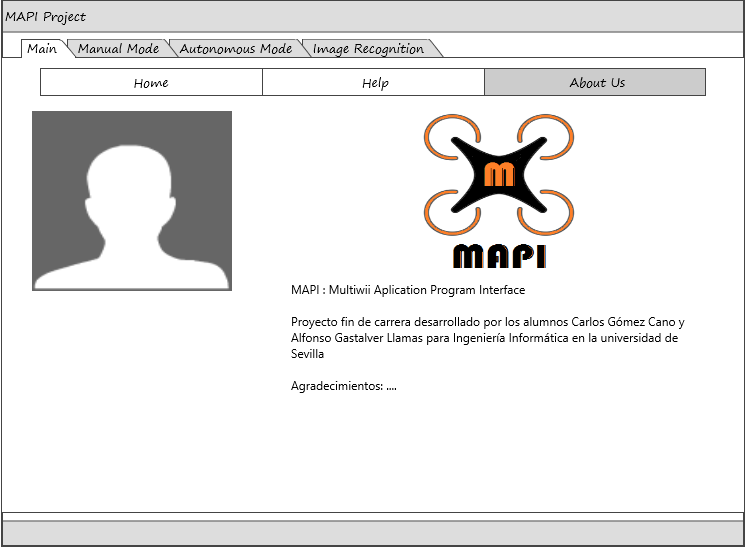 MAPI Project
Main Manual Mode Autonomous Mode Image Recognition
Home Help About Us
m
MAPI
MAPI : Multiwii Aplication Program Interface
Proyecto fin de carrera desarrollado por los alumnos Carlos Gómez Cano y
Alfonso Gastalver Llamas para Ingeniería Informática en la universidad de
Sevilla
Agradecimientos: ....